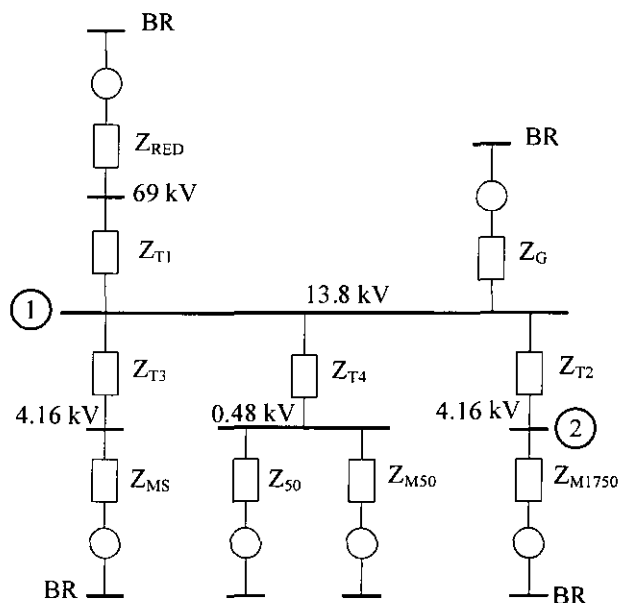 BR
Z_RED
BR
69 kV
Z_T1
Z_G
1
13.8 kV
Z_T3
Z_T4
Z_T2
4.16 kV
0.48 kV
4.16 kV
2
Z_MS
Z_50
Z_M50
Z_M1750
BR
BR